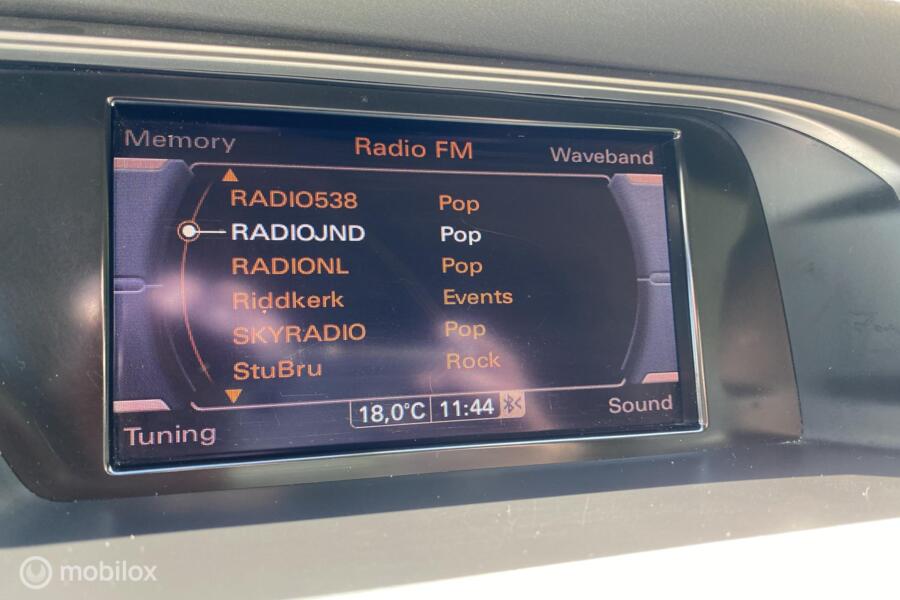 Memory Radio FM Waveband
RADIO538 Pop
RADIOJND Pop
RADIONL Pop
Riddkerk Events
SKYRADIO Pop
StuBru Rock
18,0°C 11:44
Tuning Sound
mobilox